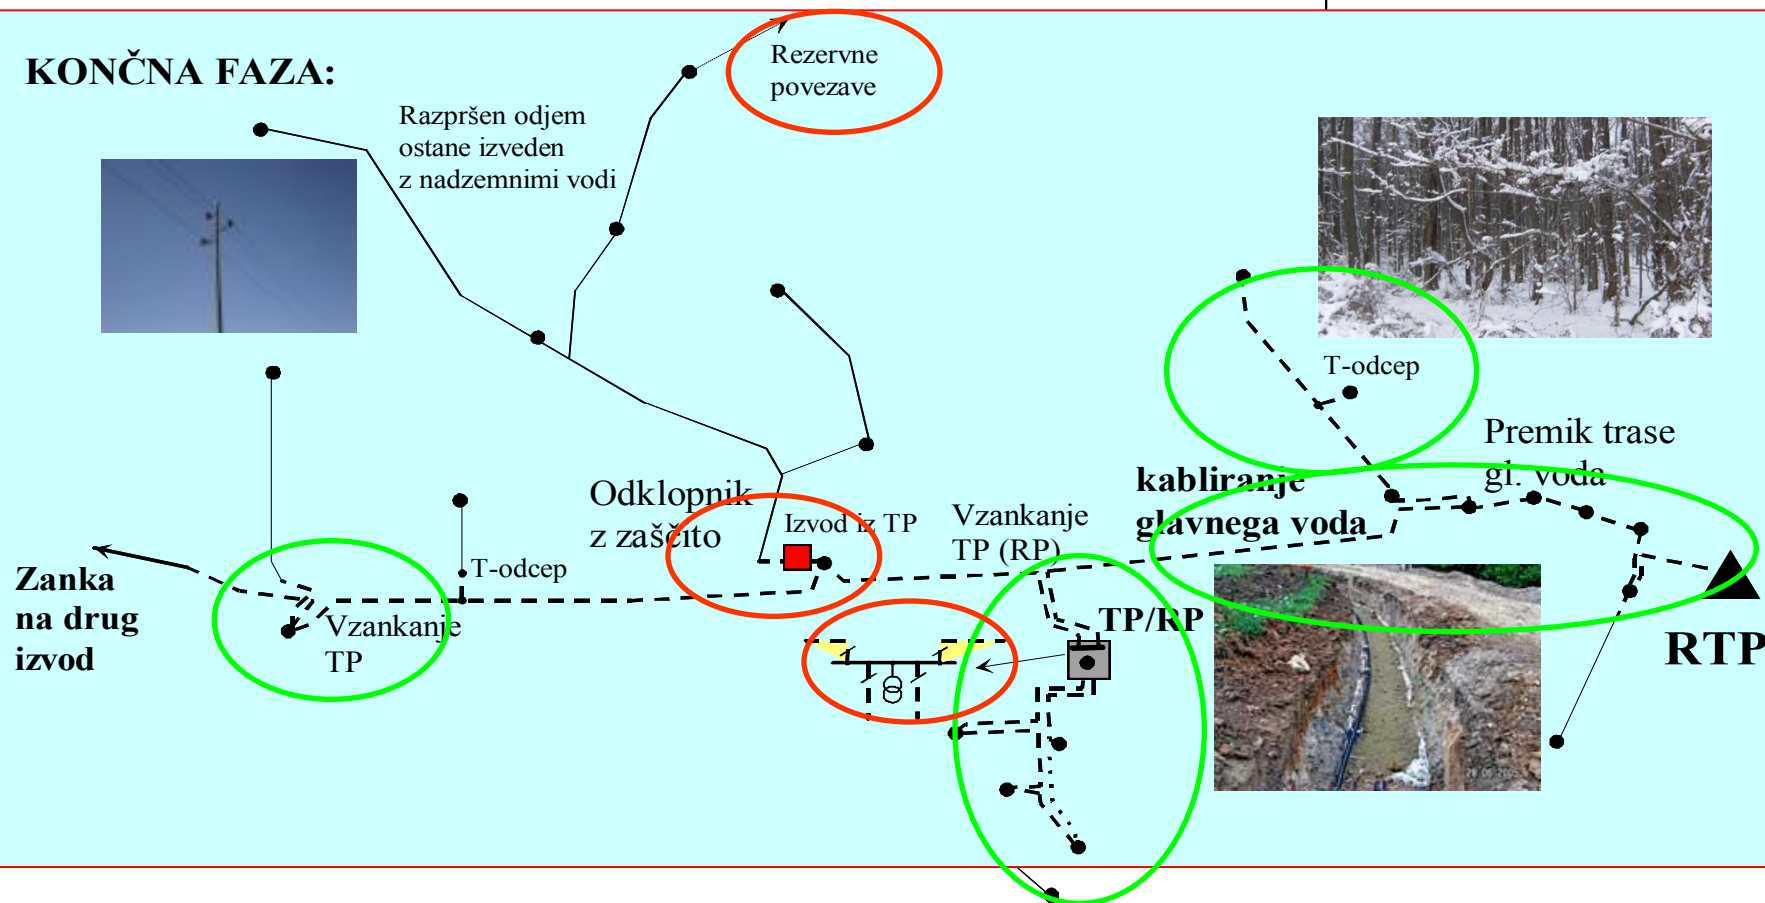 KONČNA FAZA:
Rezervne
povezave
Razpršen odjem
ostane izveden
z nadzemnimi vodi
T-odcep
Premik trase
gl. voda
kabliranje
glavnega voda
Odklopnik
z zaščito
Izvod iz TP
Vzankanje
TP (RP)
T-odcep
Zanka
na drug
izvod
Vzankanje
TP
TP/RP
RTP